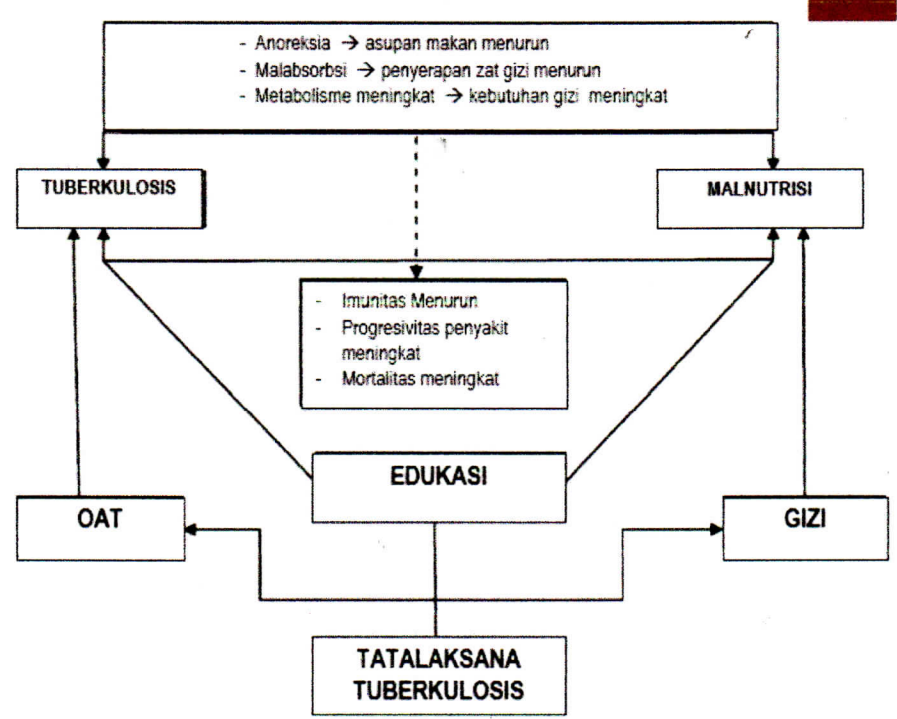 - Anoreksia → asupan makan menurun
- Malabsorbsi → penyerapan zat gizi menurun
- Metabolisme meningkat → kebutuhan gizi meningkat
TUBERKULOSIS
MALNUTRISI
- Imunitas Menurun
- Progresivitas penyakit
meningkat
- Mortalitas meningkat
EDUKASI
OAT
GIZI
TATALAKSANA
TUBERKULOSIS